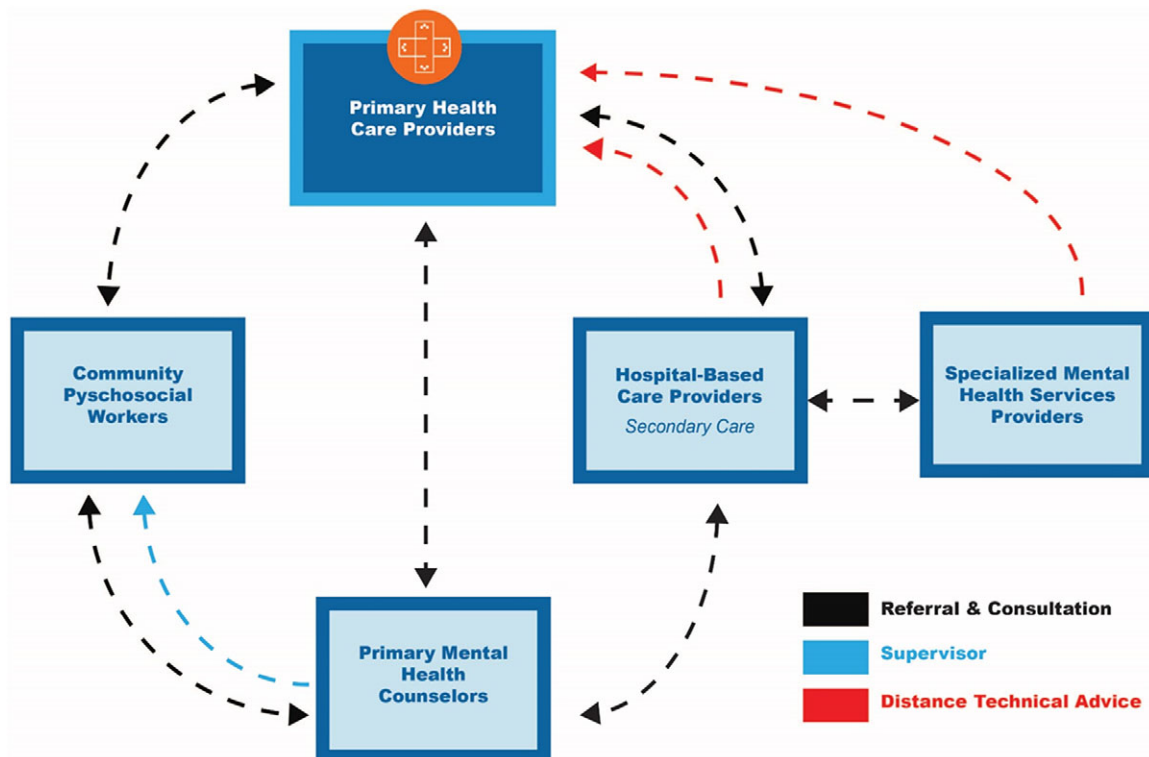 Primary Health
Care Providers
Community
Pyschosocial
Workers
Hospital-Based
Care Providers
Secondary Care
Specialized Mental
Health Services
Providers
Primary Mental
Health
Counselors
Referral & Consultation
Supervisor
Distance Technical Advice